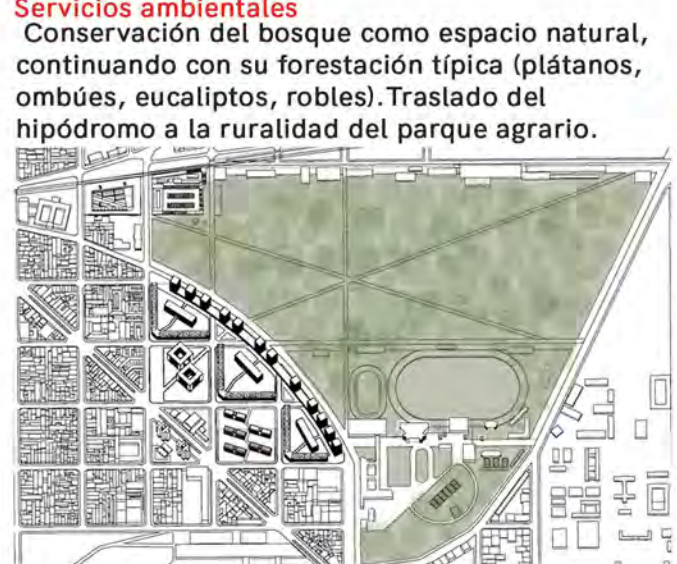 Servicios ambientales
Conservación del bosque como espacio natural,
continuando con su forestación típica (plátanos,
ombúes, eucaliptos, robles). Traslado del
hipódromo a la ruralidad del parque agrario.